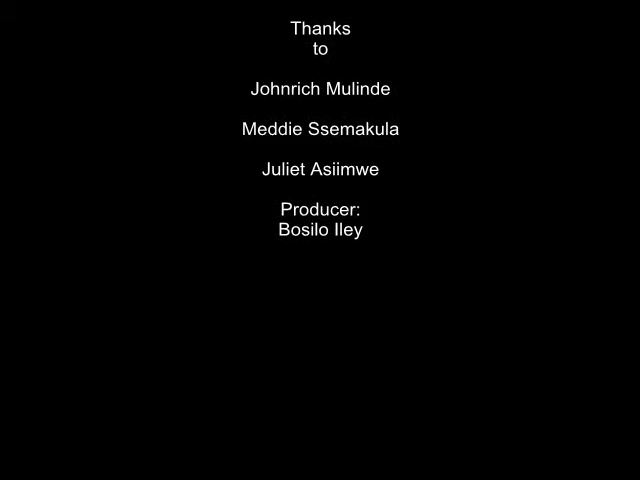 Thanks
to
Johnrich Mulinde
Meddie Ssemakula
Juliet Asiimwe
Producer:
Bosilo Iley